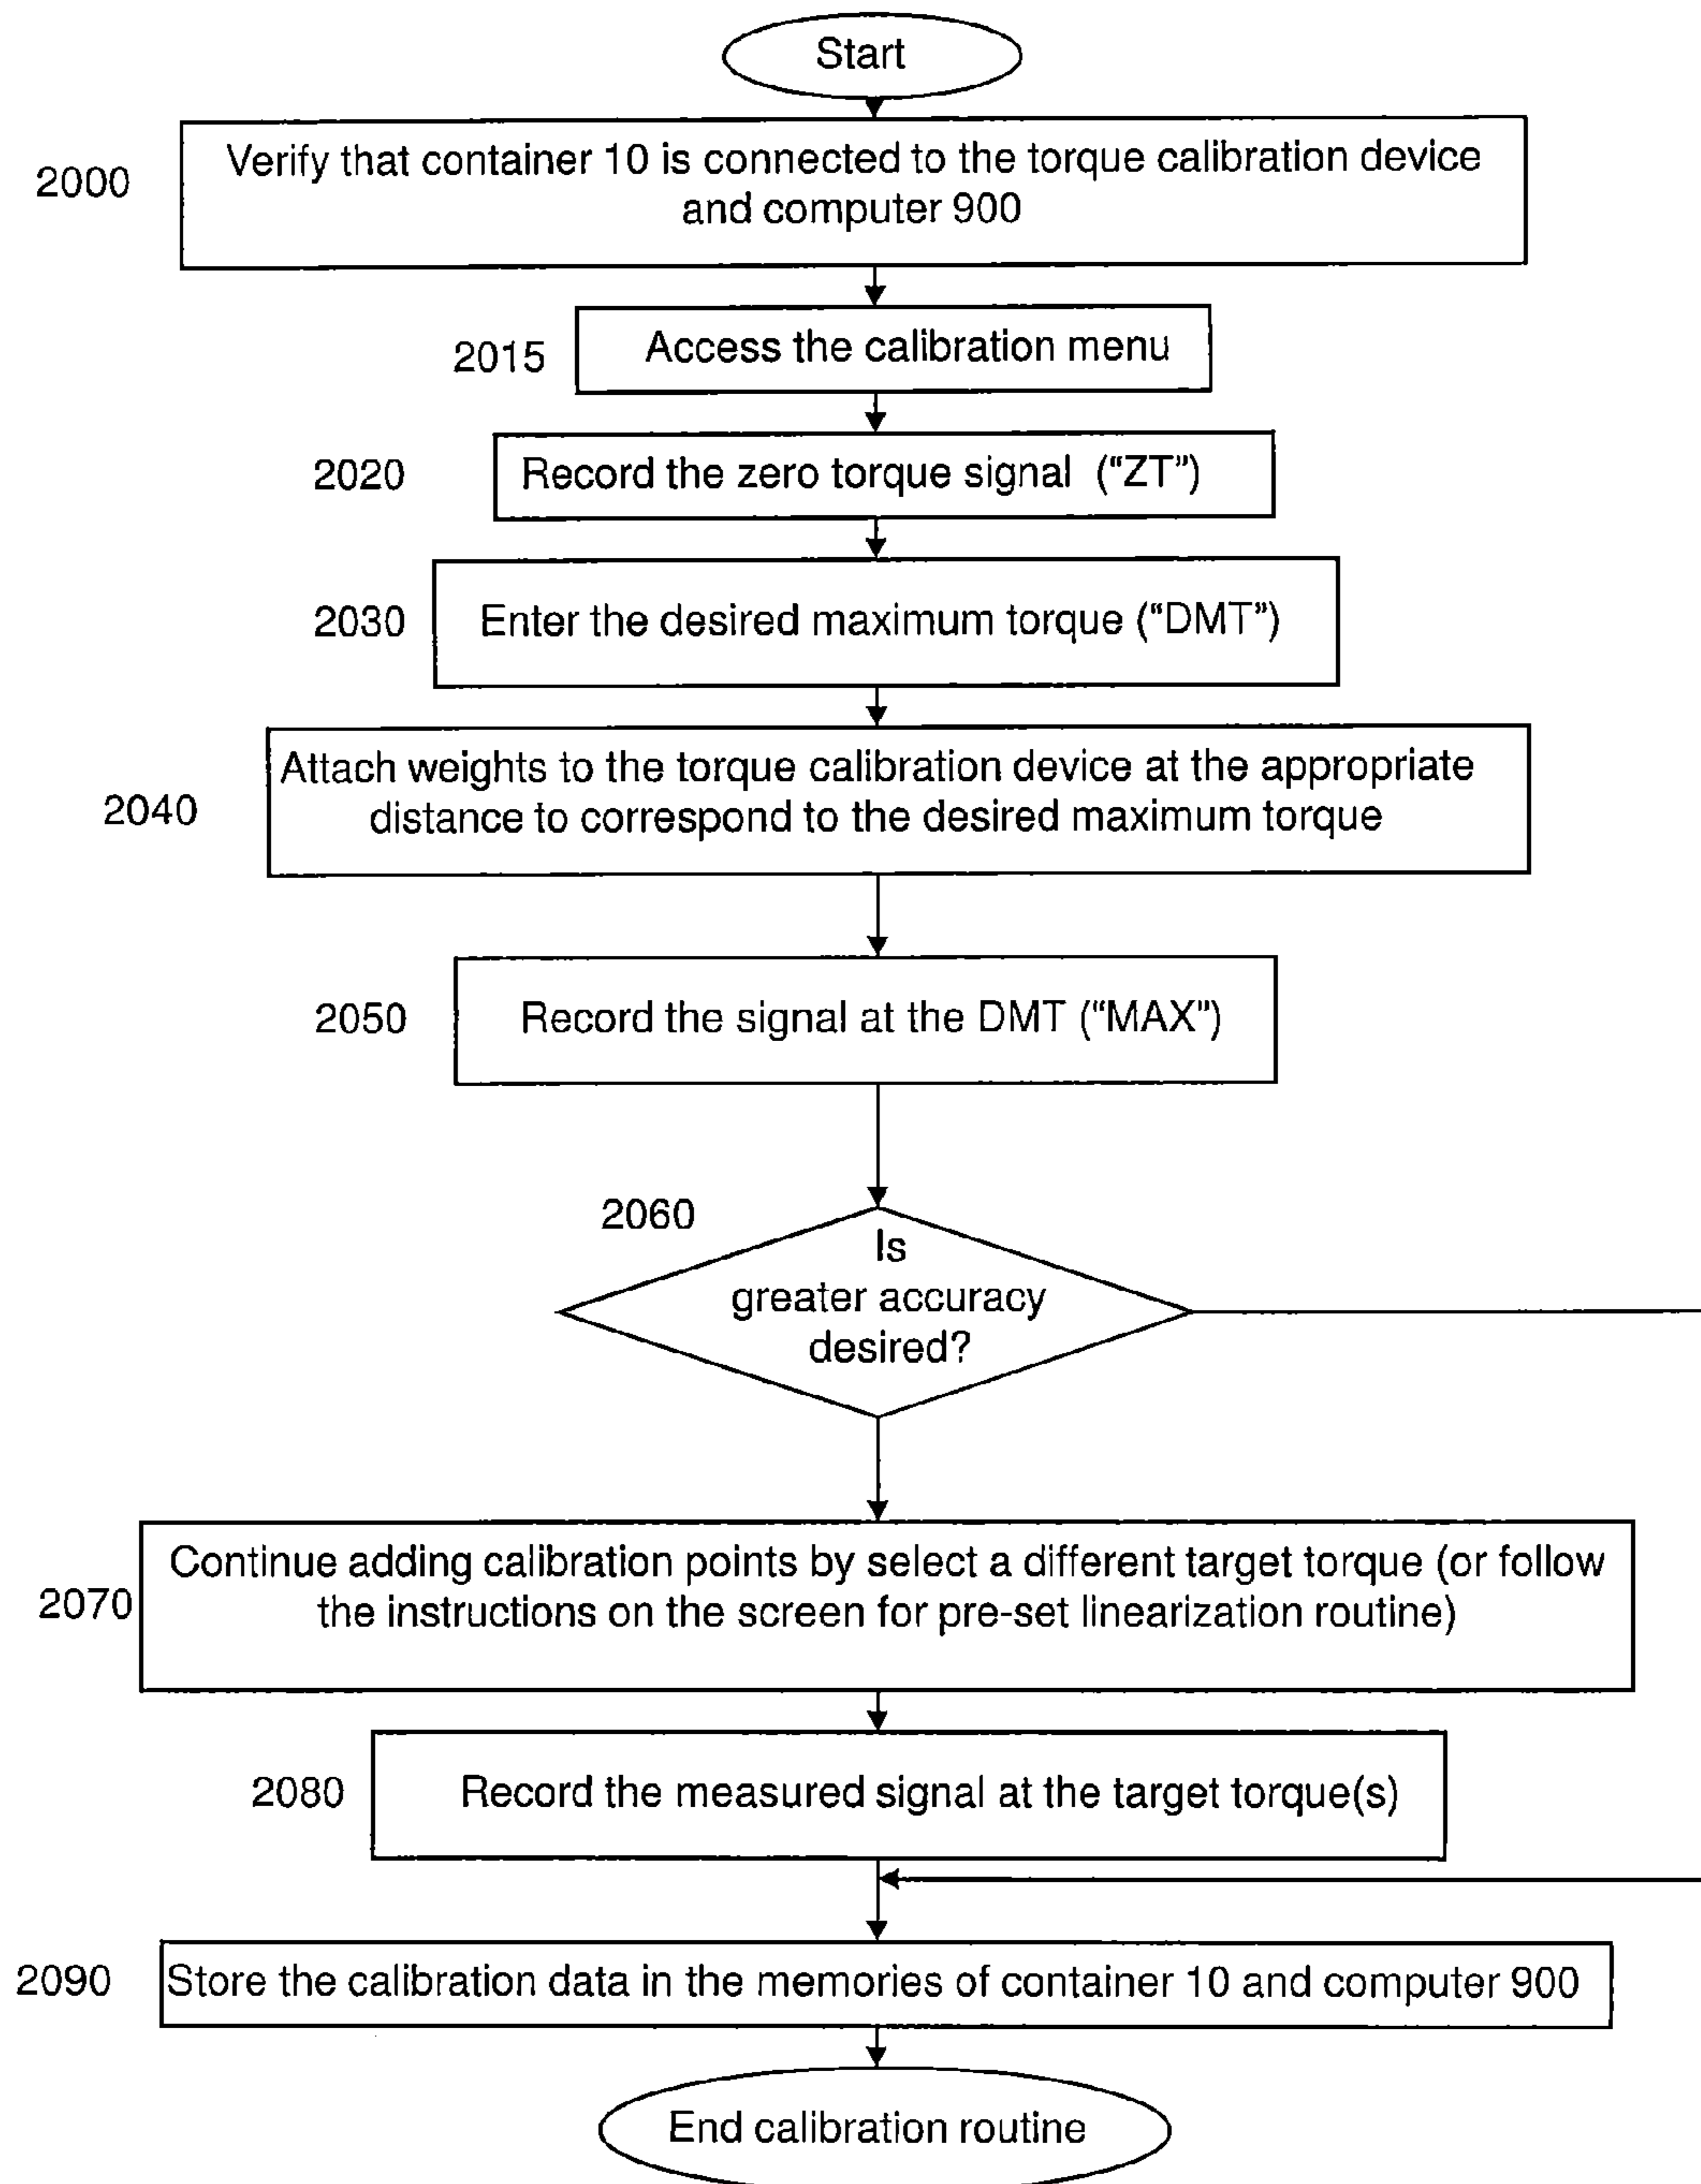 Start
2000
Verify that container 10 is connected to the torque calibration device
and computer 900
2015
Access the calibration menu
2020
Record the zero torque signal (“ZT”)
2030
Enter the desired maximum torque (“DMT”)
2040
Attach weights to the torque calibration device at the appropriate
distance to correspond to the desired maximum torque
2050
Record the signal at the DMT (“MAX”)
2060
Is
greater accuracy
desired?
2070
Continue adding calibration points by select a different target torque (or follow
the instructions on the screen for pre-set linearization routine)
2080
Record the measured signal at the target torque(s)
2090
Store the calibration data in the memories of container 10 and computer 900
End calibration routine